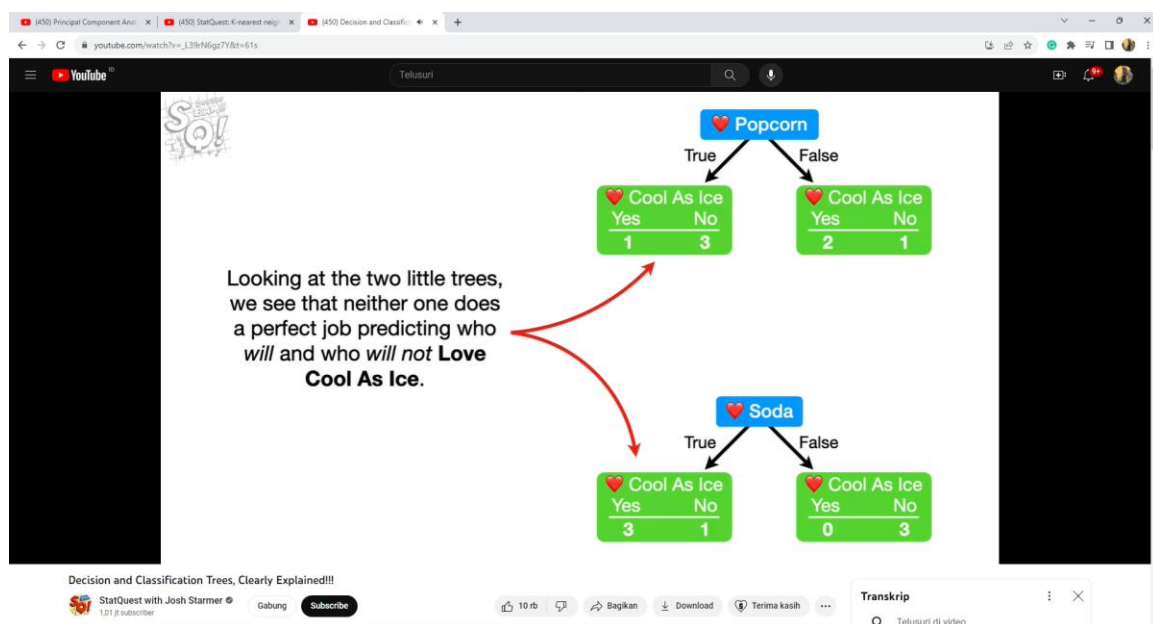 (450) Principal Component Anal
(450) StatQuest: K-nearest neigh
(450) Decision and Classific
youtube.com/watch?v=_L39rN6gz7Y&t=61s
YouTube ID
Telusuri
9+
StatQuest
SQ!
Popcorn
True False
Cool As Ice
Yes No
1 3
Cool As Ice
Yes No
2 1
Looking at the two little trees,
we see that neither one does
a perfect job predicting who
will and who will not Love
Cool As Ice.
Soda
True False
Cool As Ice
Yes No
3 1
Cool As Ice
Yes No
0 3
Decision and Classification Trees, Clearly Explained!!!
StatQuest with Josh Starmer
1,01 jt subscriber
Gabung
Subscribe
10 rb
Bagikan
Download
Terima kasih
Transkrip
Telusuri di video